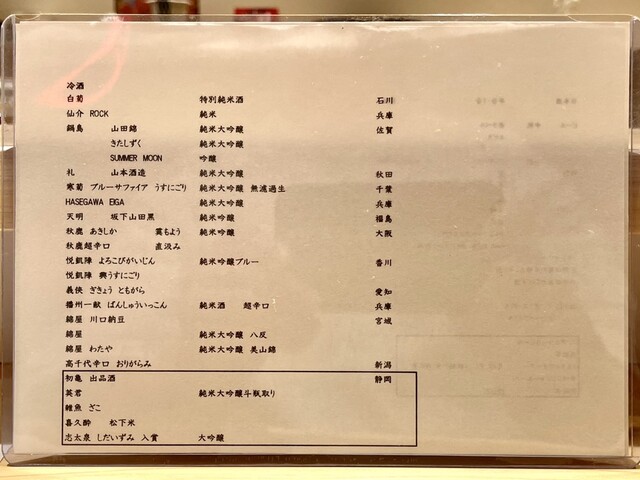 冷酒
白菊 特別純米酒 石川
仙介 ROCK 純米 兵庫
鍋島 山田錦 純米大吟醸 佐賀
きたしずく 純米大吟醸
SUMMER MOON 吟醸
礼 山本酒造 純米大吟醸 秋田
寒菊 ブルーサファイア うすにごり 純米大吟醸 無濾過生 千葉
HASEGAWA EIGA 純米大吟醸 兵庫
天明 坂下山田黒 純米吟醸 福島
秋鹿 あきしか 霙もよう 純米吟醸 大阪
秋鹿超辛口 直汲み
悦凱陣 よろこびがいじん 純米吟醸ブルー 香川
悦凱陣 興うすにごり
義侠 ぎきょう ともがら 愛知
播州一献 ばんしゅういっこん 純米酒 超辛口 兵庫
綿屋 川口納豆 宮城
綿屋 純米大吟醸 八反
綿屋 わたや 純米大吟醸 美山錦
高千代辛口 おりがらみ 新潟
初亀 出品酒 静岡
英君 純米大吟醸斗瓶取り
雑魚 ざこ
喜久酔 松下米
志太泉 しだいずみ 入賞 大吟醸